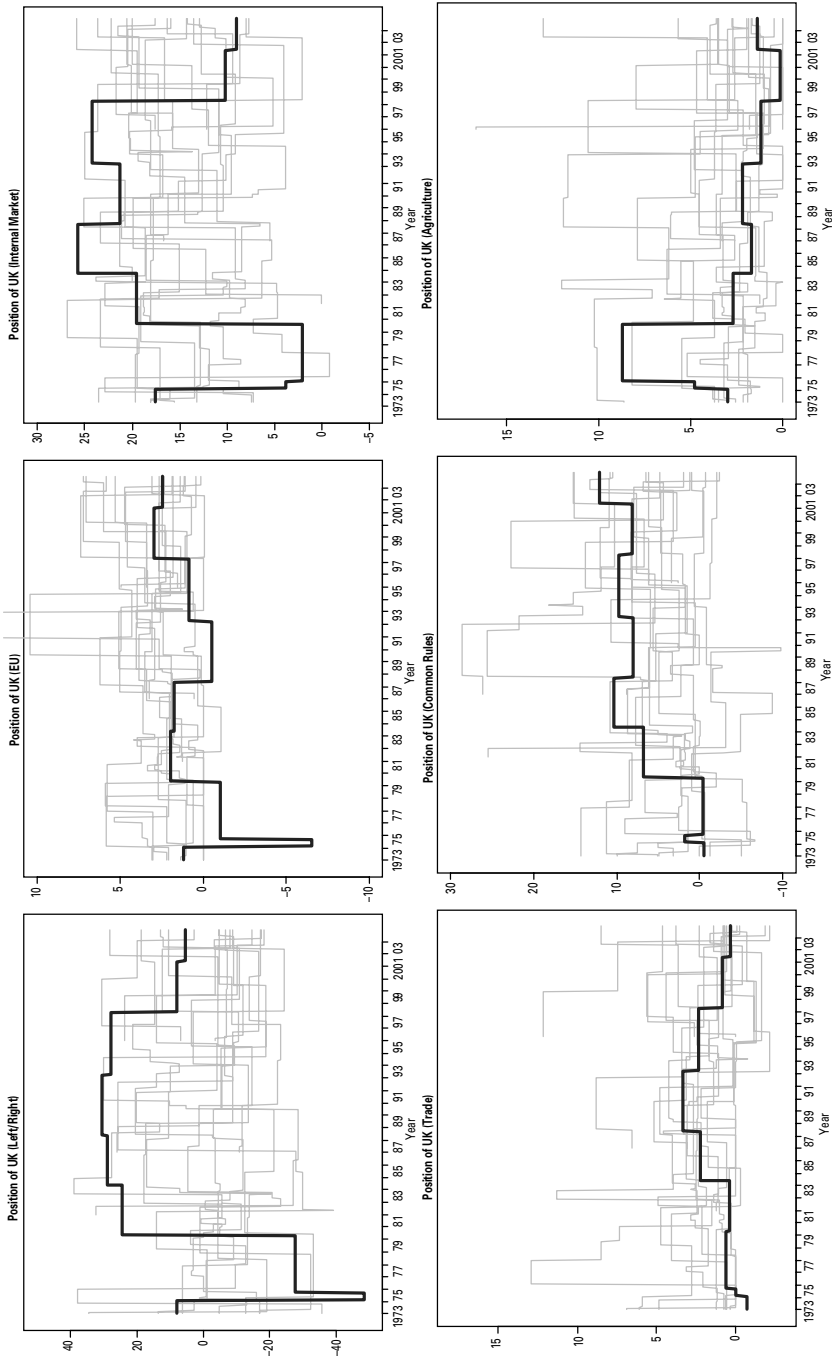 Position of UK (Left/Right)
40
20
0
–20
–40
1973 75 77 79 81 83 85 87 89 91 93 95 97 99 2001 03
Year
Position of UK (EU)
10
5
0
–5
–10
1973 75 77 79 81 83 85 87 89 91 93 95 97 99 2001 03
Year
Position of UK (Internal Market)
30
25
20
15
10
5
0
–5
1973 75 77 79 81 83 85 87 89 91 93 95 97 99 2001 03
Year
Position of UK (Trade)
15
10
5
0
1973 75 77 79 81 83 85 87 89 91 93 95 97 99 2001 03
Year
Position of UK (Common Rules)
30
20
10
0
–10
1973 75 77 79 81 83 85 87 89 91 93 95 97 99 2001 03
Year
Position of UK (Agriculture)
15
10
5
0
1973 75 77 79 81 83 85 87 89 91 93 95 97 99 2001 03
Year